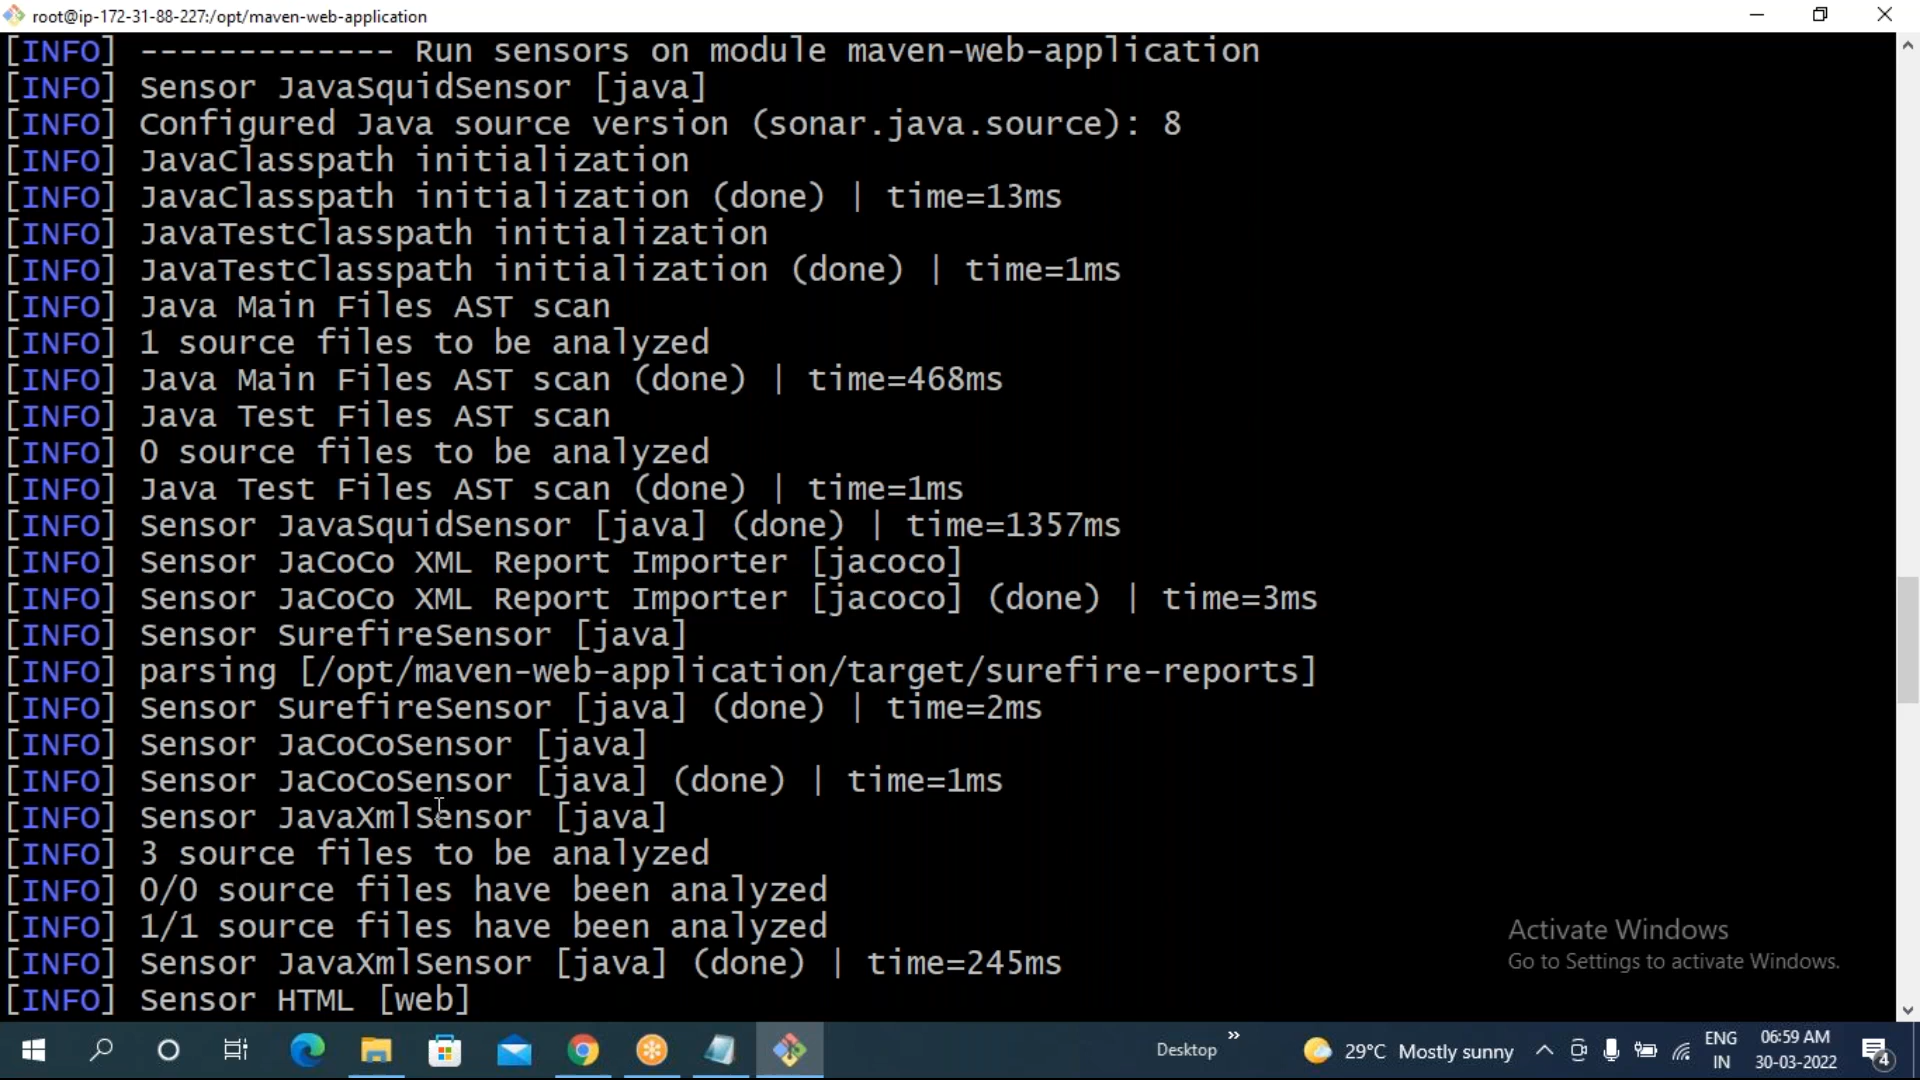 root@ip-172-31-88-227:/opt/maven-web-application
[INFO] ------------- Run sensors on module maven-web-application
[INFO] Sensor JavaSquidSensor [java]
[INFO] Configured Java source version (sonar.java.source): 8
[INFO] JavaClasspath initialization
[INFO] JavaClasspath initialization (done) | time=13ms
[INFO] JavaTestClasspath initialization
[INFO] JavaTestClasspath initialization (done) | time=1ms
[INFO] Java Main Files AST scan
[INFO] 1 source files to be analyzed
[INFO] Java Main Files AST scan (done) | time=468ms
[INFO] Java Test Files AST scan
[INFO] 0 source files to be analyzed
[INFO] Java Test Files AST scan (done) | time=1ms
[INFO] Sensor JavaSquidSensor [java] (done) | time=1357ms
[INFO] Sensor JaCoCo XML Report Importer [jacoco]
[INFO] Sensor JaCoCo XML Report Importer [jacoco] (done) | time=3ms
[INFO] Sensor SurefireSensor [java]
[INFO] parsing [/opt/maven-web-application/target/surefire-reports]
[INFO] Sensor SurefireSensor [java] (done) | time=2ms
[INFO] Sensor JaCoCoSensor [java]
[INFO] Sensor JaCoCoSensor [java] (done) | time=1ms
[INFO] Sensor JavaXmlSensor [java]
[INFO] 3 source files to be analyzed
[INFO] 0/0 source files have been analyzed
[INFO] 1/1 source files have been analyzed
[INFO] Sensor JavaXmlSensor [java] (done) | time=245ms
[INFO] Sensor HTML [web]
Activate Windows
Go to Settings to activate Windows.
Desktop
29°C Mostly sunny
ENG
IN
06:59 AM
30-03-2022
4